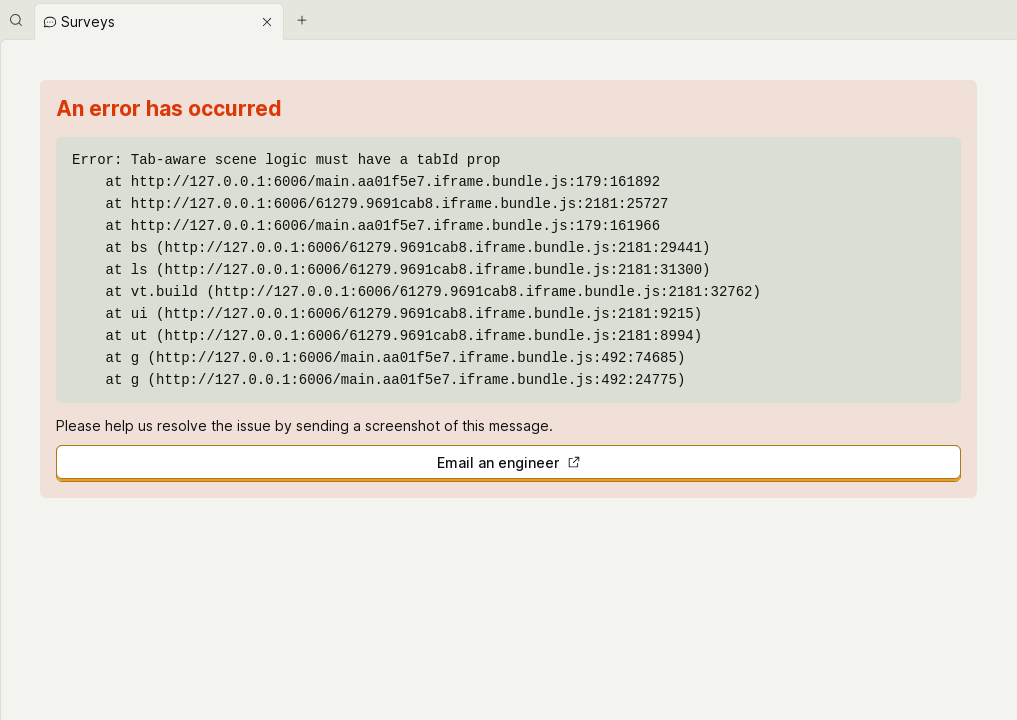 Surveys
An error has occurred
Error: Tab-aware scene logic must have a tabId prop
    at http://127.0.0.1:6006/main.aa01f5e7.iframe.bundle.js:179:161892
    at http://127.0.0.1:6006/61279.9691cab8.iframe.bundle.js:2181:25727
    at http://127.0.0.1:6006/main.aa01f5e7.iframe.bundle.js:179:161966
    at bs (http://127.0.0.1:6006/61279.9691cab8.iframe.bundle.js:2181:29441)
    at ls (http://127.0.0.1:6006/61279.9691cab8.iframe.bundle.js:2181:31300)
    at vt.build (http://127.0.0.1:6006/61279.9691cab8.iframe.bundle.js:2181:32762)
    at ui (http://127.0.0.1:6006/61279.9691cab8.iframe.bundle.js:2181:9215)
    at ut (http://127.0.0.1:6006/61279.9691cab8.iframe.bundle.js:2181:8994)
    at g (http://127.0.0.1:6006/main.aa01f5e7.iframe.bundle.js:492:74685)
    at g (http://127.0.0.1:6006/main.aa01f5e7.iframe.bundle.js:492:24775)
Please help us resolve the issue by sending a screenshot of this message.
Email an engineer